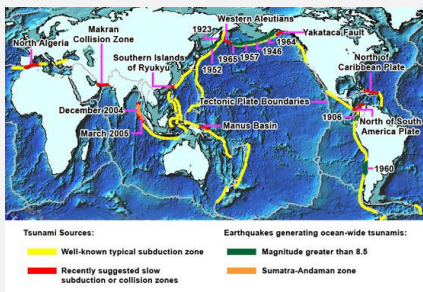 Western Aleutians
1923
Yakataca Fault
Makran
Collision Zone
North Algeria
1964
1946
1957
1965
1952
Southern Islands
of Ryukyu
North of
Caribbean Plate
Tectonic Plate Boundaries
December 2004
March 2005
Manus Basin
1906
North of South
America Plate
1960
Tsunami Sources:
Well-known typical subduction zone
Recently suggested slow
subduction or collision zones
Earthquakes generating ocean-wide tsunamis:
Magnitude greater than 8.5
Sumatra-Andaman zone